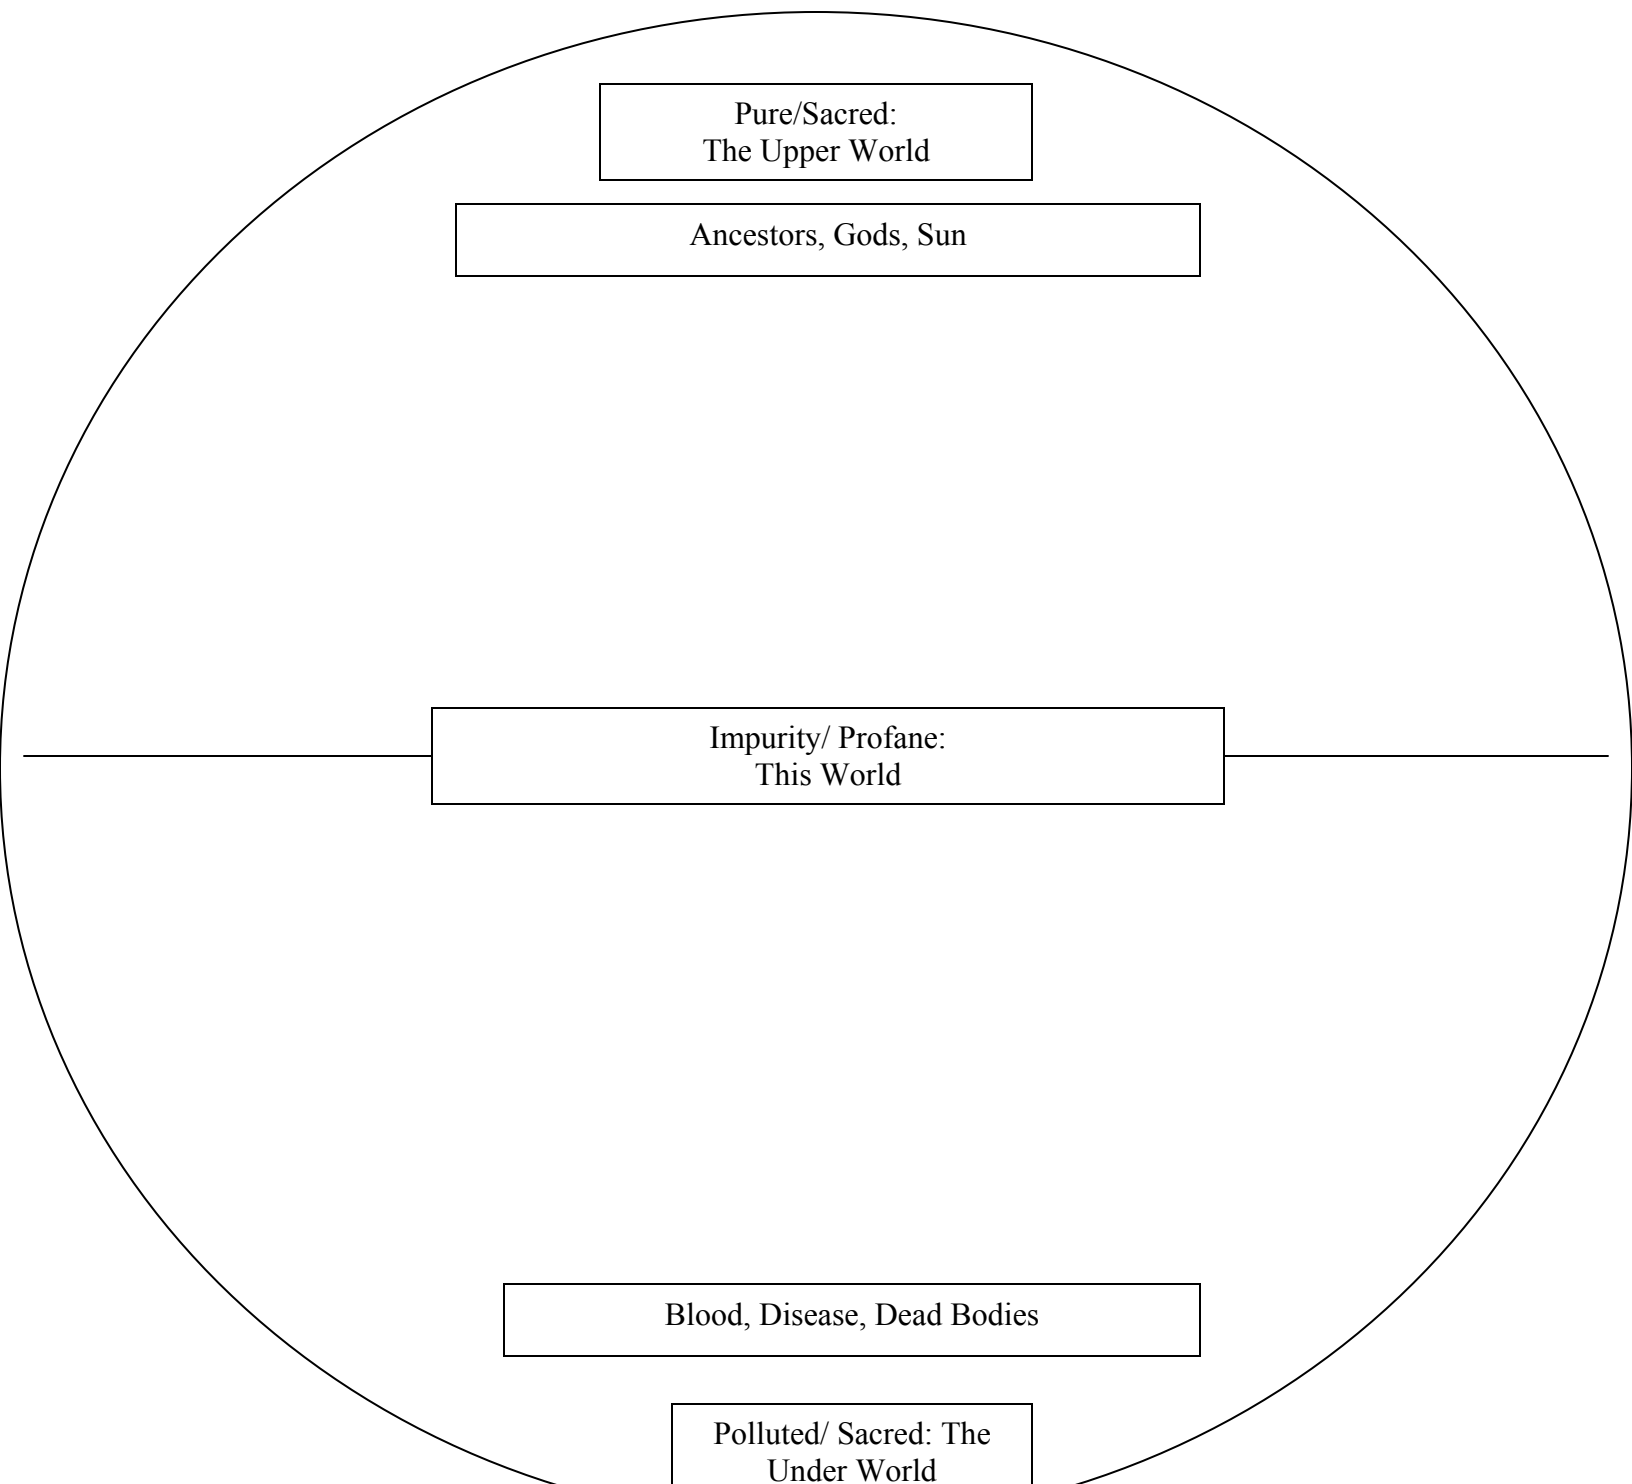 Pure/Sacred:
The Upper World
Ancestors, Gods, Sun
Impurity/ Profane:
This World
Blood, Disease, Dead Bodies
Polluted/ Sacred: The
Under World